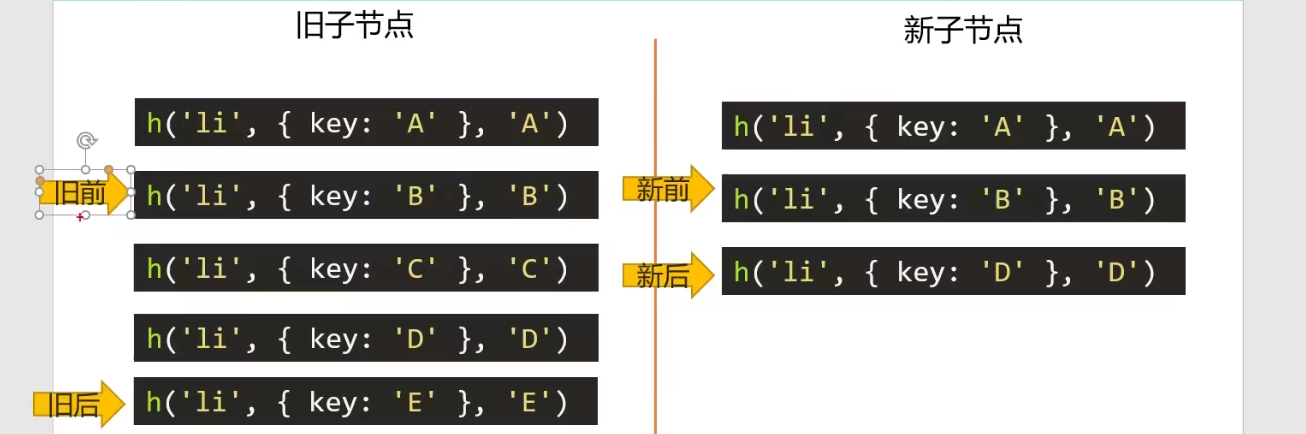 旧子节点
新子节点
h('li', { key: 'A' }, 'A')
h('li', { key: 'A' }, 'A')
旧前
h('li', { key: 'B' }, 'B')
新前
h('li', { key: 'B' }, 'B')
h('li', { key: 'C' }, 'C')
新后
h('li', { key: 'D' }, 'D')
h('li', { key: 'D' }, 'D')
旧后
h('li', { key: 'E' }, 'E')